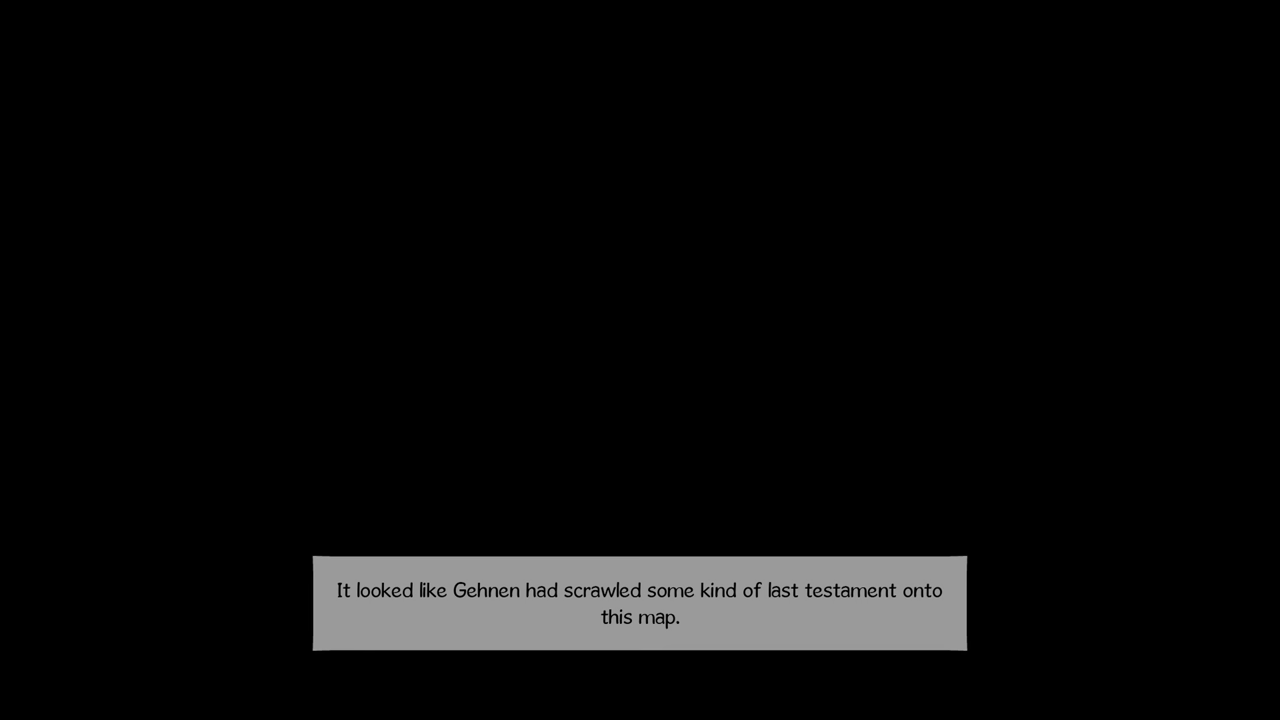 It looked like Gehnen had scrawled some kind of last testament onto
this map.